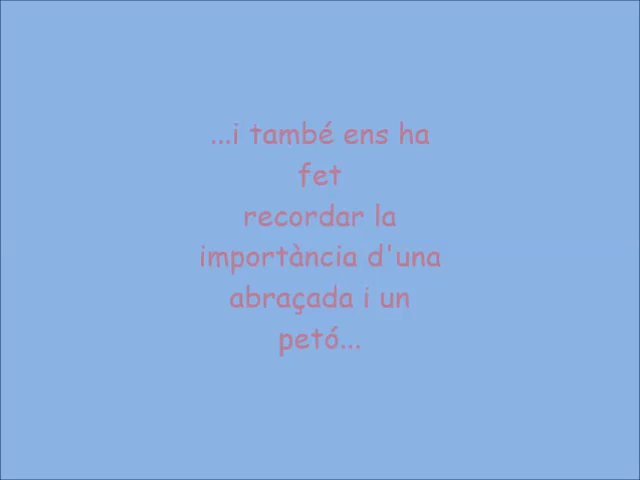 ...i també ens ha
fet
recordar la
importància d'una
abraçada i un
petó...